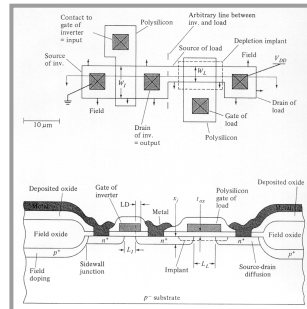 Contact to
gate of
inverter
= input
Polysilicon
Arbitrary line between
inv. and load
Source of load
Depletion implant
Source
of inv.
Field
V_DD
W_I
W_L
Field
10 μm
Drain
of inv.
= output
Gate of
load
Polysilicon
Drain of
load
Deposited oxide
Gate of
inverter
LD
Metal
x_j
t_ox
Polysilicon
gate of
load
Deposited oxide
Metal
Field oxide
Field oxide
n+
n+
n+
p+
p+
L_I
L_L
Field
doping
Sidewall
junction
Implant
Source-drain
diffusion
p− substrate